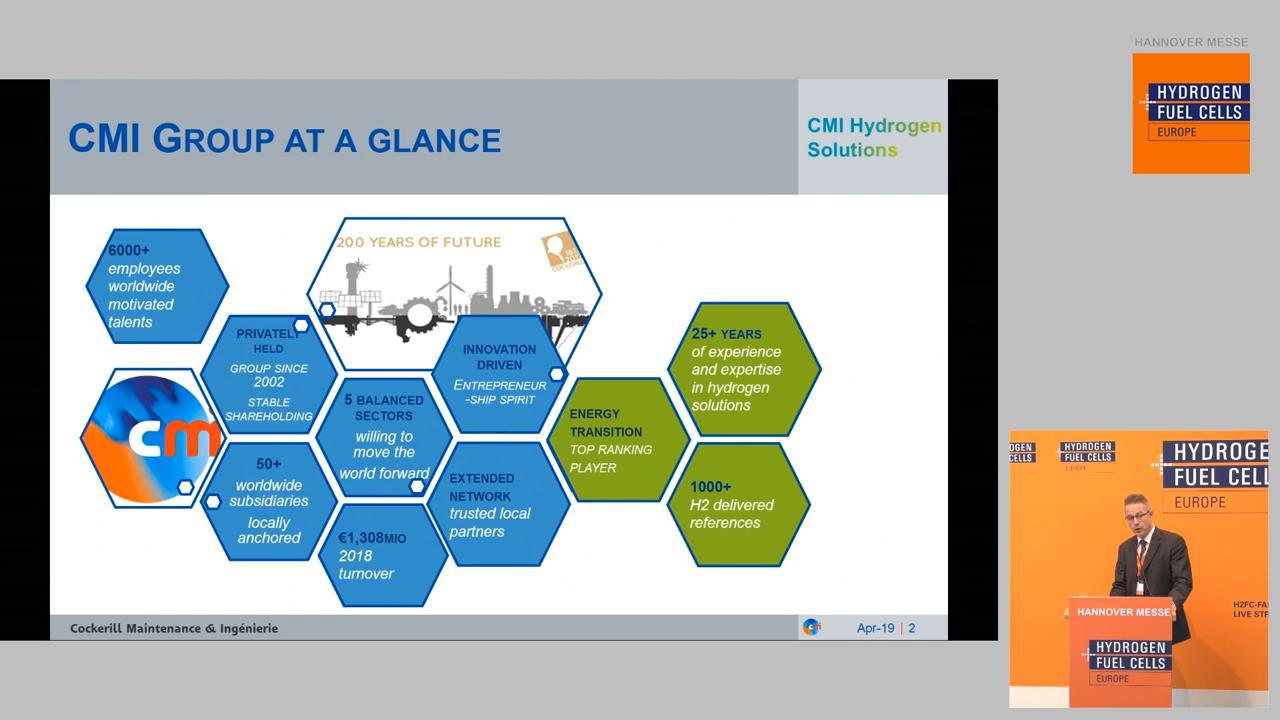 CMI GROUP AT A GLANCE
CMI Hydrogen
Solutions
6000+
employees
worldwide
motivated
talents
200 YEARS OF FUTURE
COCKERILL
PRIVATELY
HELD
GROUP SINCE
2002
STABLE
SHAREHOLDING
cm
50+
worldwide
subsidiaries
locally
anchored
5 BALANCED
SECTORS
willing to
move the
world forward
€1,308MIO
2018
turnover
INNOVATION
DRIVEN
ENTREPRENEUR
-SHIP SPIRIT
EXTENDED
NETWORK
trusted local
partners
ENERGY
TRANSITION
TOP RANKING
PLAYER
25+ YEARS
of experience
and expertise
in hydrogen
solutions
1000+
H2 delivered
references
Cockerill Maintenance & Ingénierie
cm
Apr-19 | 2
HANNOVER MESSE
HYDROGEN
FUEL CELLS
EUROPE
OGEN
CELLS
HYDROGEN
FUEL CELLS
EUROPE
HYDROGE
FUEL CEL
EUROPE
H2FC-FA
LIVE STR
HANNOVER MESSE
HYDROGEN
FUEL CELLS
EUROPE